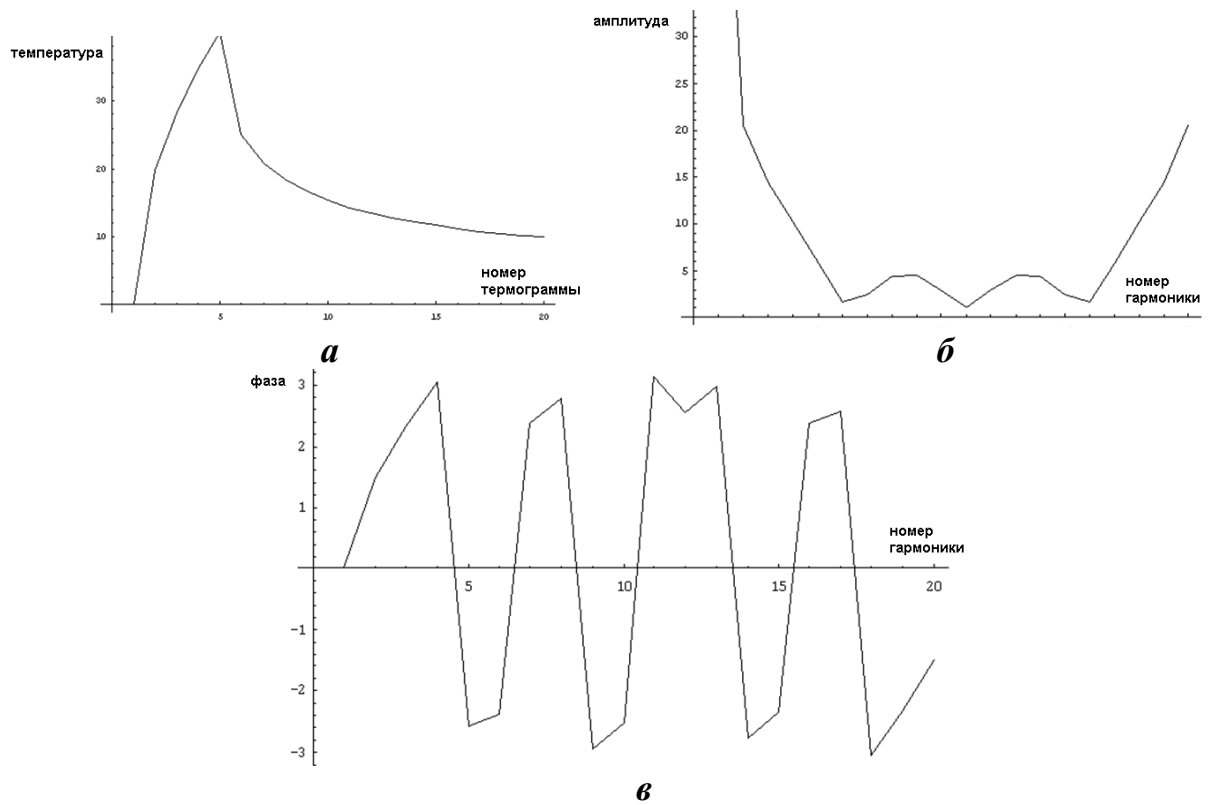 температура
30
20
10
5
10
15
20
номер
термограммы
а
амплитуда
30
25
20
15
10
5
номер
гармоники
б
фаза
3
2
1
-1
-2
-3
5
10
15
20
номер
гармоники
в